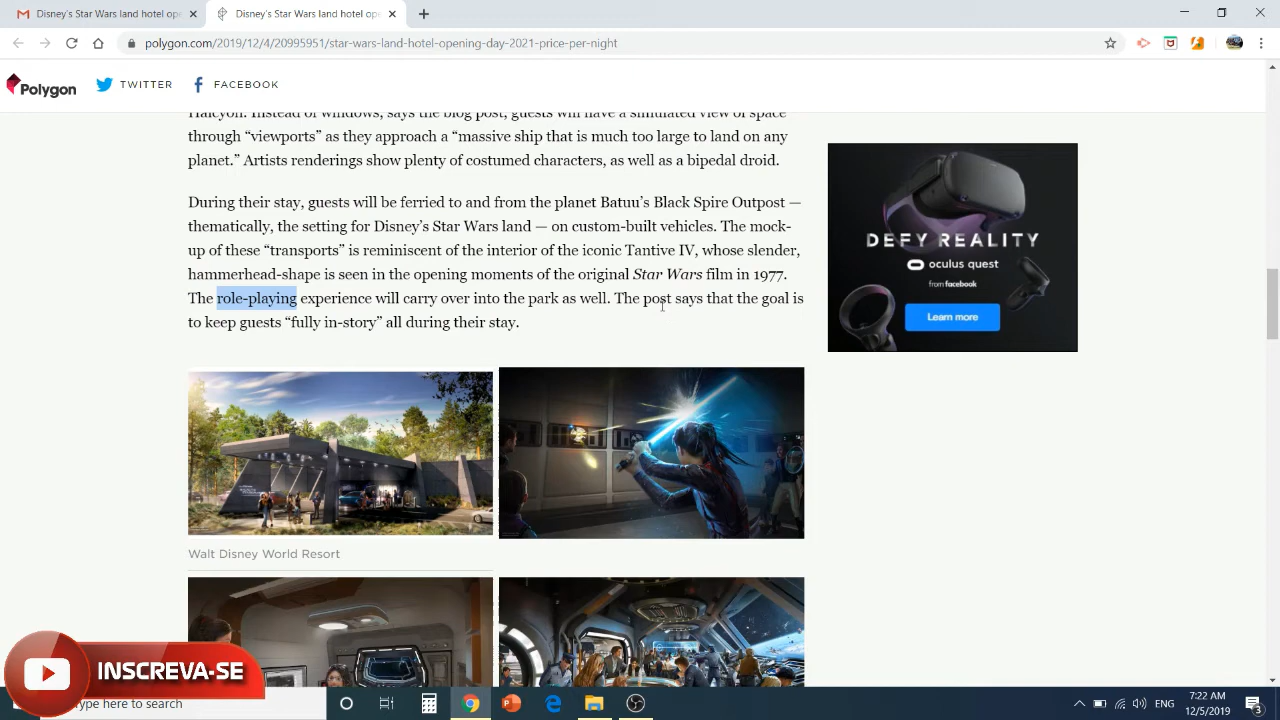 Disney's Star Wars land hotel op
Disney's Star Wars land hotel ope
polygon.com/2019/12/4/20995951/star-wars-land-hotel-opening-day-2021-price-per-night
Polygon
TWITTER
FACEBOOK
Halcyon. Instead of windows, says the blog post, guests will have a simulated view of space
through “viewports” as they approach a “massive ship that is much too large to land on any
planet.” Artists renderings show plenty of costumed characters, as well as a bipedal droid.
During their stay, guests will be ferried to and from the planet Batuu’s Black Spire Outpost —
thematically, the setting for Disney’s Star Wars land — on custom-built vehicles. The mock-
up of these “transports” is reminiscent of the interior of the iconic Tantive IV, whose slender,
hammerhead-shape is seen in the opening moments of the original Star Wars film in 1977.
The role-playing experience will carry over into the park as well. The post says that the goal is
to keep guests “fully in-story” all during their stay.
DEFY REALITY
oculus quest
from facebook
Learn more
Walt Disney World Resort
INSCREVA-SE
ype here to search
ENG
7:22 AM
12/5/2019
3